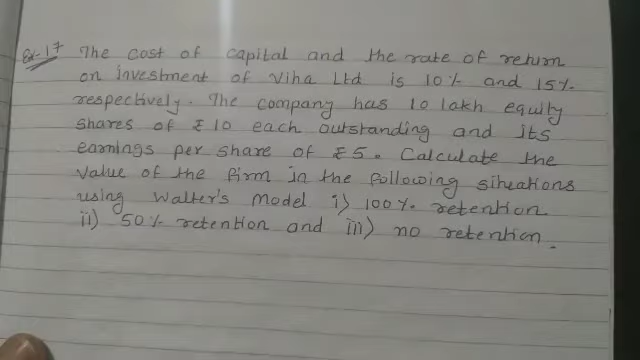 Ex-17 The cost of capital and the rate of return
on investment of Viha Ltd is 10% and 15%
respectively. The company has 10 lakh equity
shares of ₹10 each outstanding and its
earnings per share of ₹5. Calculate the
value of the firm in the following situations
using Walter's Model i) 100% retention
ii) 50% retention and iii) no retention.